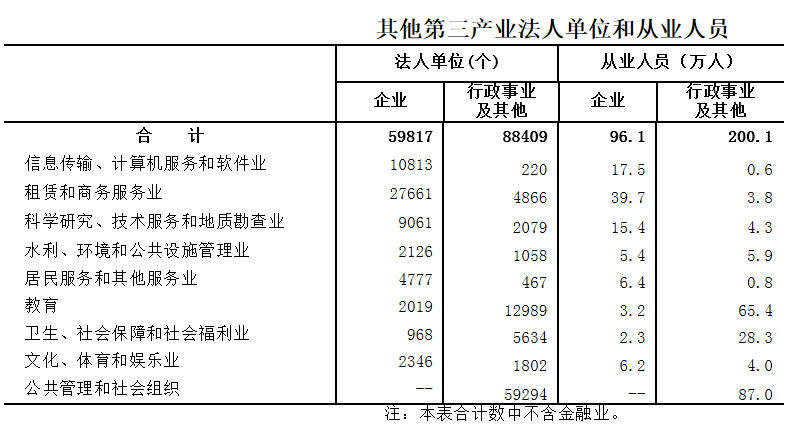 其他第三产业法人单位和从业人员
法人单位(个) 从业人员（万人）
企业 行政事业及其他 企业 行政事业及其他
合 计 59817 88409 96.1 200.1
信息传输、计算机服务和软件业 10813 220 17.5 0.6
租赁和商务服务业 27661 4866 39.7 3.8
科学研究、技术服务和地质勘查业 9061 2079 15.4 4.3
水利、环境和公共设施管理业 2126 1058 5.4 5.9
居民服务和其他服务业 4777 467 6.4 0.8
教育 2019 12989 3.2 65.4
卫生、社会保障和社会福利业 968 5634 2.3 28.3
文化、体育和娱乐业 2346 1802 6.2 4.0
公共管理和社会组织 -- 59294 -- 87.0
注：本表合计数中不含金融业。